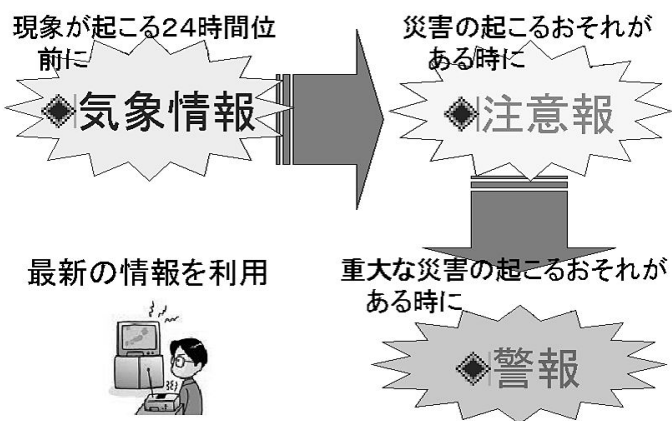 現象が起こる24時間位
前に
気象情報
災害の起こるおそれが
ある時に
注意報
重大な災害の起こるおそれが
ある時に
警報
最新の情報を利用